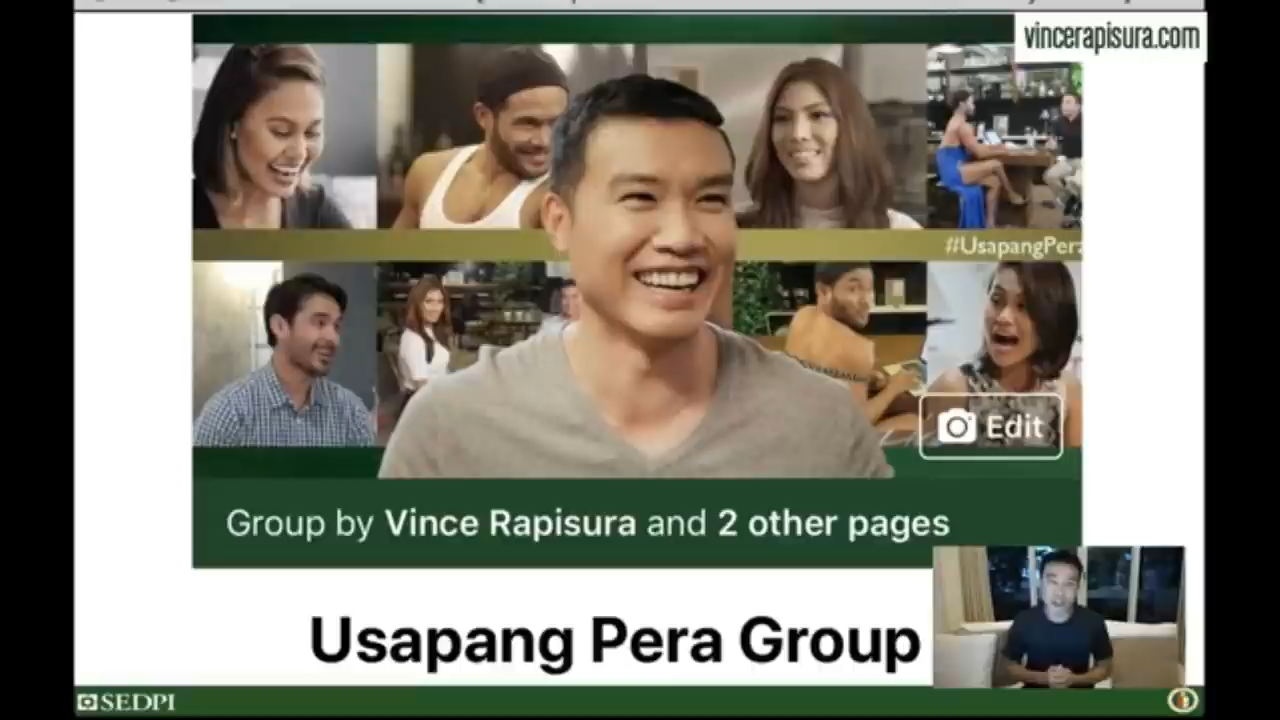 vincerapisura.com
#UsapangPera
Edit
Group by Vince Rapisura and 2 other pages
Usapang Pera Group
SEDPI